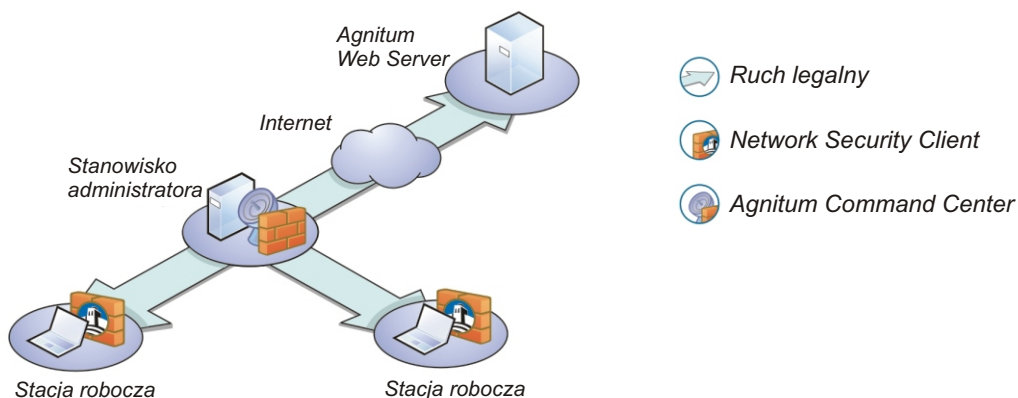 Agnitum
Web Server
Internet
Stanowisko
administratora
Stacja robocza
Stacja robocza
Ruch legalny
Network Security Client
Agnitum Command Center